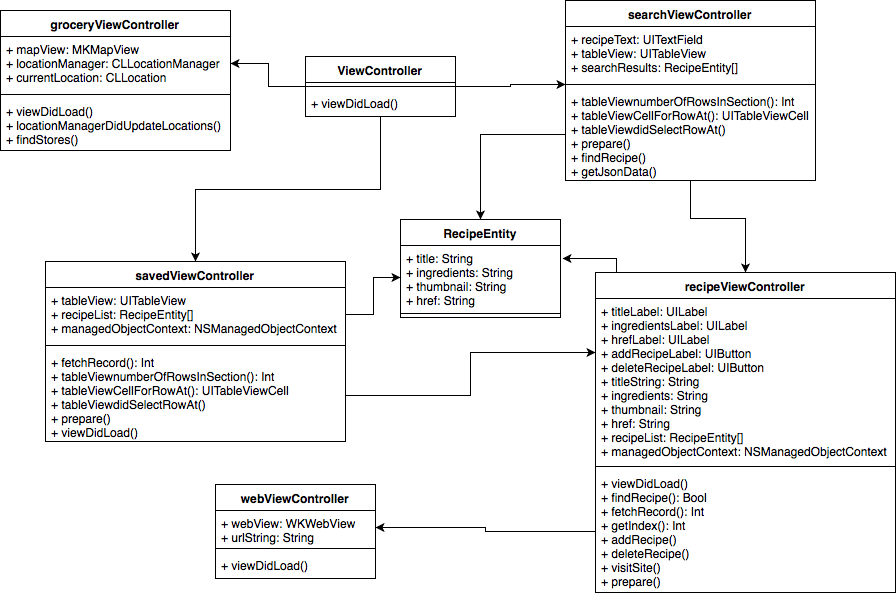 groceryViewController
+ mapView: MKMapView
+ locationManager: CLLocationManager
+ currentLocation: CLLocation
+ viewDidLoad()
+ locationManagerDidUpdateLocations()
+ findStores()
ViewController
+ viewDidLoad()
searchViewController
+ recipeText: UITextField
+ tableView: UITableView
+ searchResults: RecipeEntity[]
+ tableViewnumberOfRowsInSection(): Int
+ tableViewCellForRowAt(): UITableViewCell
+ tableViewdidSelectRowAt()
+ prepare()
+ findRecipe()
+ getJsonData()
RecipeEntity
+ title: String
+ ingredients: String
+ thumbnail: String
+ href: String
savedViewController
+ tableView: UITableView
+ recipeList: RecipeEntity[]
+ managedObjectContext: NSManagedObjectContext
+ fetchRecord(): Int
+ tableViewnumberOfRowsInSection(): Int
+ tableViewCellForRowAt(): UITableViewCell
+ tableViewdidSelectRowAt()
+ prepare()
+ viewDidLoad()
recipeViewController
+ titleLabel: UILabel
+ ingredientsLabel: UILabel
+ hrefLabel: UILabel
+ addRecipeLabel: UIButton
+ deleteRecipeLabel: UIButton
+ titleString: String
+ ingredients: String
+ thumbnail: String
+ href: String
+ recipeList: RecipeEntity[]
+ managedObjectContext: NSManagedObjectContext
+ viewDidLoad()
+ findRecipe(): Bool
+ fetchRecord(): Int
+ getIndex(): Int
+ addRecipe()
+ deleteRecipe()
+ visitSite()
+ prepare()
webViewController
+ webView: WKWebView
+ urlString: String
+ viewDidLoad()